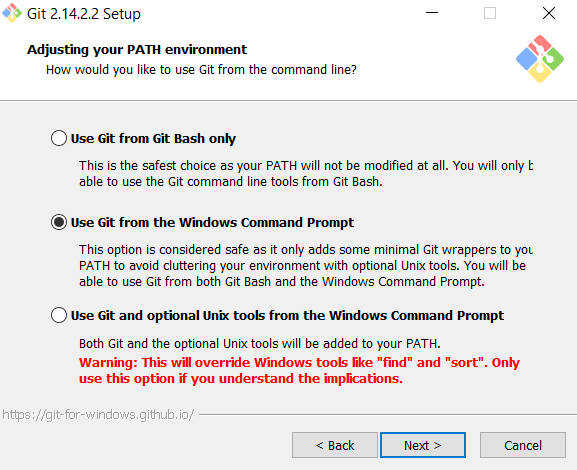 Git 2.14.2.2 Setup
Adjusting your PATH environment
How would you like to use Git from the command line?
Use Git from Git Bash only
This is the safest choice as your PATH will not be modified at all. You will only
able to use the Git command line tools from Git Bash.
Use Git from the Windows Command Prompt
This option is considered safe as it only adds some minimal Git wrappers to you
PATH to avoid cluttering your environment with optional Unix tools. You will be
able to use Git from both Git Bash and the Windows Command Prompt.
Use Git and optional Unix tools from the Windows Command Prompt
Both Git and the optional Unix tools will be added to your PATH.
Warning: This will override Windows tools like "find" and "sort". Only
use this option if you understand the implications.
https://git-for-windows.github.io/
< Back
Next >
Cancel